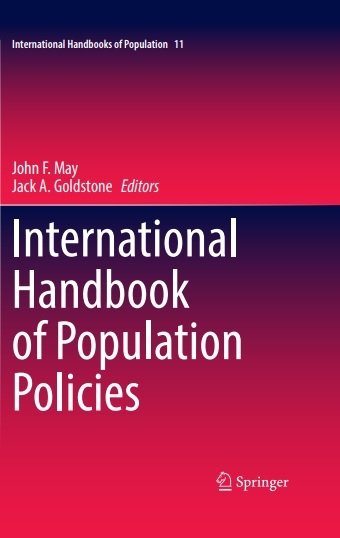 International Handbooks of Population 11
John F. May
Jack A. Goldstone Editors
International
Handbook
of Population
Policies
Springer